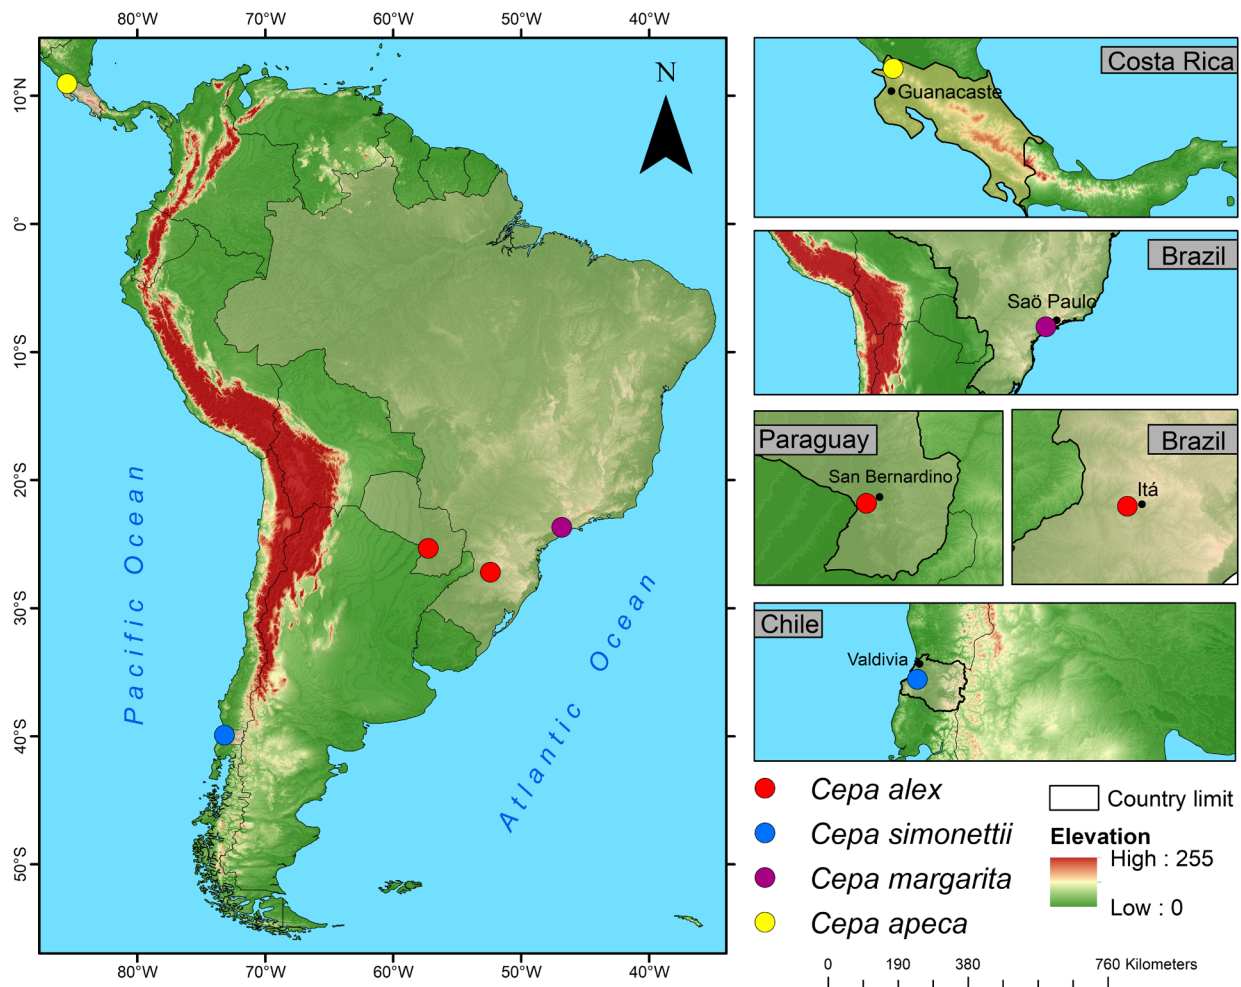 80°W 70°W 60°W 50°W 40°W
N
10°N
0°
10°S
20°S
30°S
40°S
50°S
Pacific Ocean
Atlantic Ocean
80°W 70°W 60°W 50°W 40°W
Costa Rica
Guanacaste
Brazil
Saö Paulo
Paraguay
San Bernardino
Brazil
Itá
Chile
Valdivia
Cepa alex
Cepa simonettii
Cepa margarita
Cepa apeca
Country limit
Elevation
High : 255
Low : 0
0 190 380 760 Kilometers